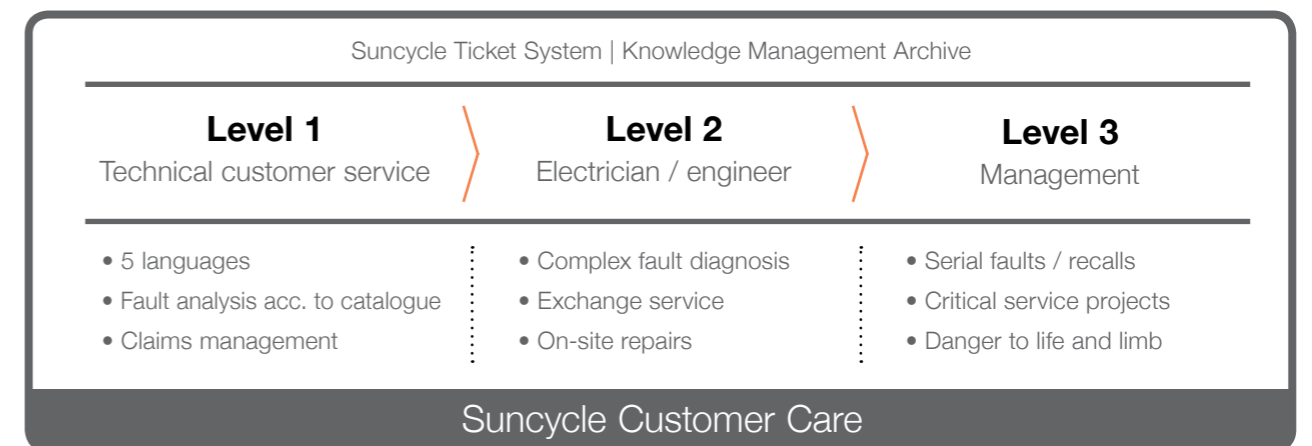 Suncycle Ticket System | Knowledge Management Archive
Level 1
Technical customer service
Level 2
Electrician / engineer
Level 3
Management
• 5 languages
• Fault analysis acc. to catalogue
• Claims management
• Complex fault diagnosis
• Exchange service
• On-site repairs
• Serial faults / recalls
• Critical service projects
• Danger to life and limb
Suncycle Customer Care